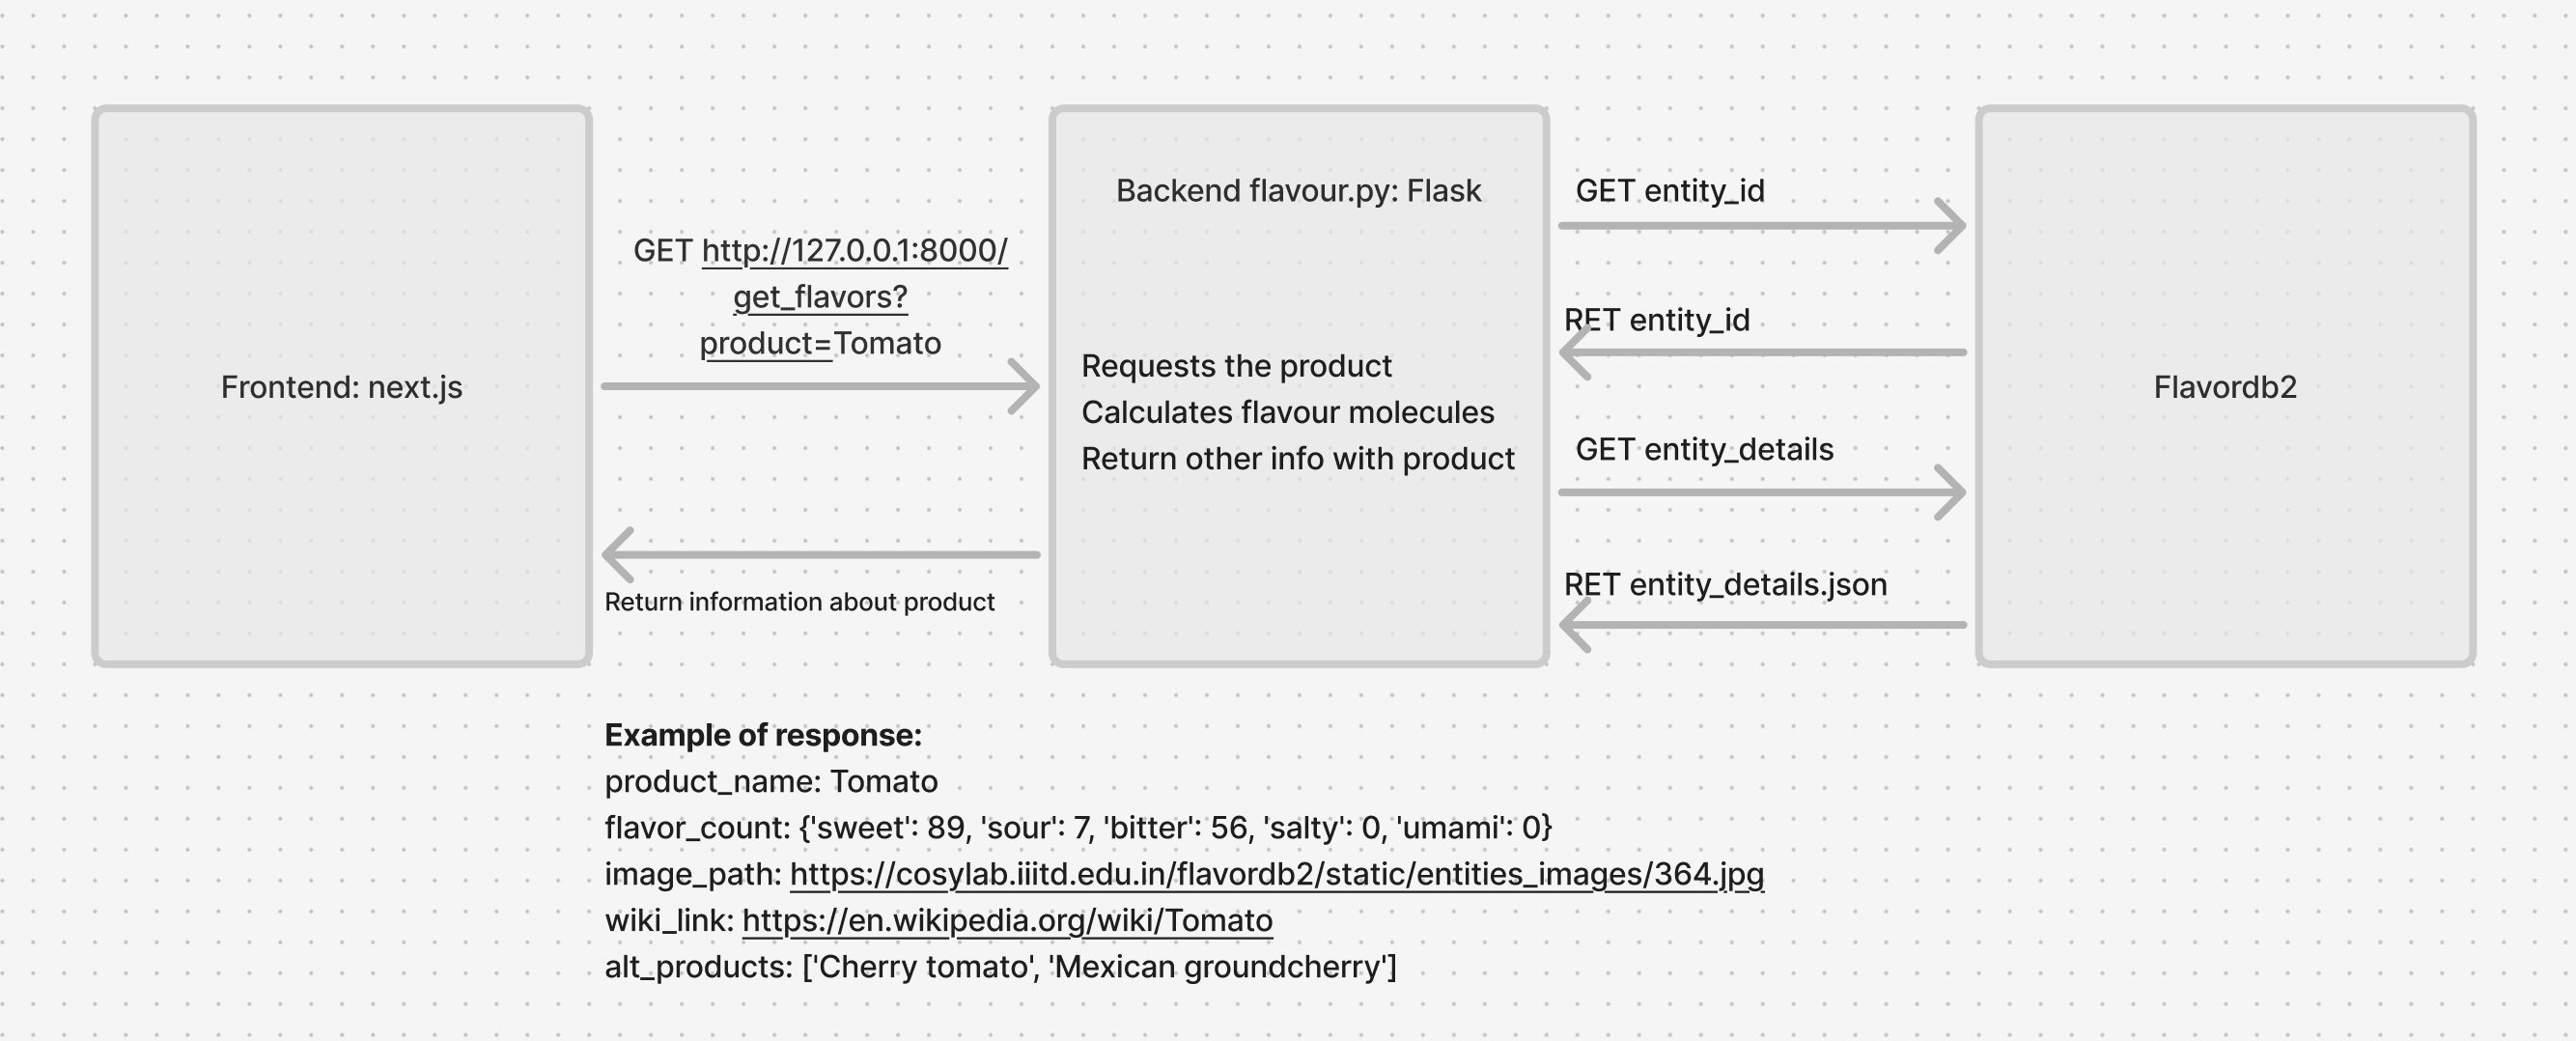 Frontend: next.js
GET http://127.0.0.1:8000/
get_flavors?
product=Tomato
Return information about product
Backend flavour.py: Flask
Requests the product
Calculates flavour molecules
Return other info with product
GET entity_id
RET entity_id
GET entity_details
RET entity_details.json
Flavordb2
Example of response:
product_name: Tomato
flavor_count: {'sweet': 89, 'sour': 7, 'bitter': 56, 'salty': 0, 'umami': 0}
image_path: https://cosylab.iiitd.edu.in/flavordb2/static/entities_images/364.jpg
wiki_link: https://en.wikipedia.org/wiki/Tomato
alt_products: ['Cherry tomato', 'Mexican groundcherry']